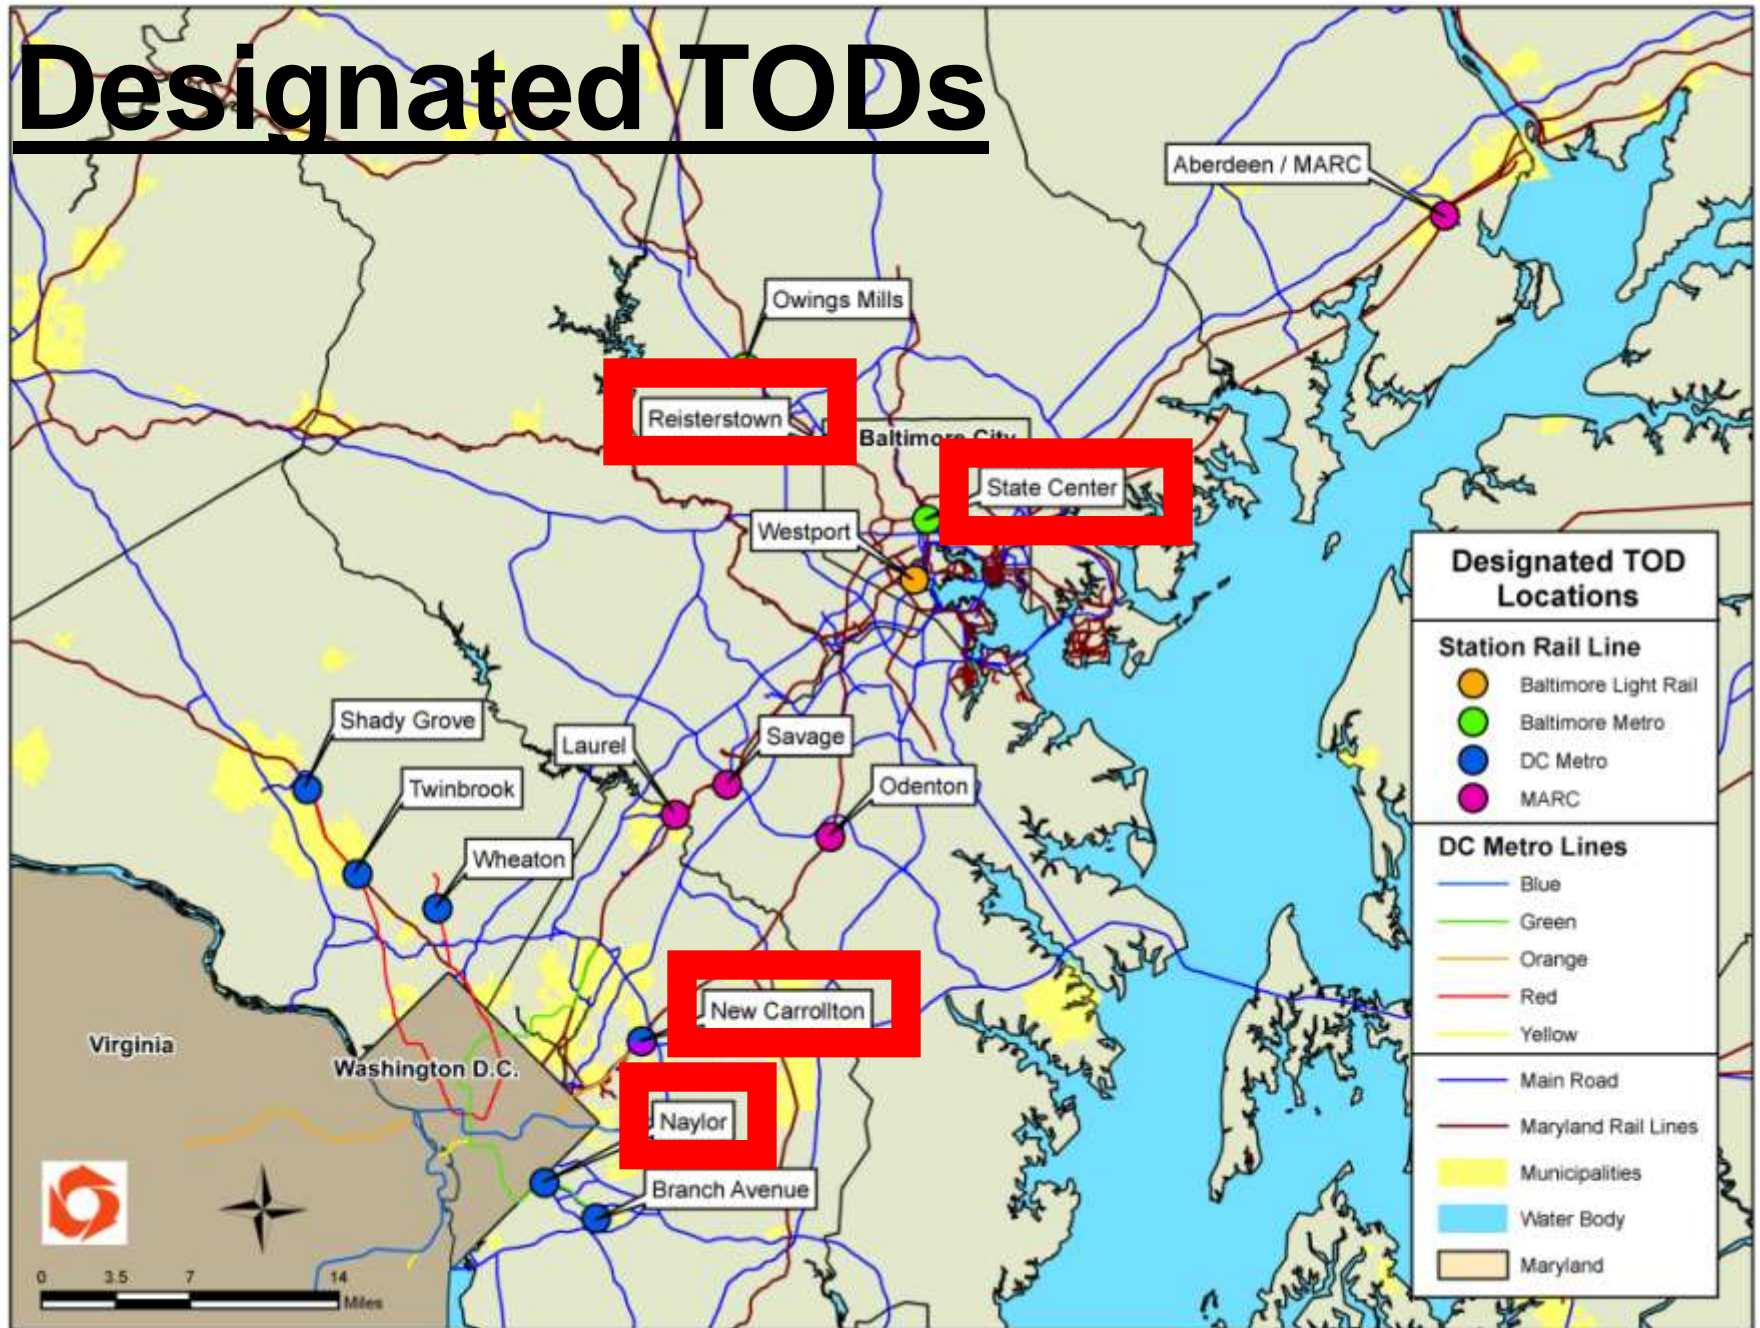 Designated TODs
Aberdeen / MARC
Owings Mills
Reisterstown
Baltimore City
State Center
Westport
Shady Grove
Laurel
Savage
Twinbrook
Odenton
Wheaton
New Carrollton
Virginia
Washington D.C.
Naylor
Branch Avenue
0 3.5 7 14
Miles
Designated TOD
Locations
Station Rail Line
Baltimore Light Rail
Baltimore Metro
DC Metro
MARC
DC Metro Lines
Blue
Green
Orange
Red
Yellow
Main Road
Maryland Rail Lines
Municipalities
Water Body
Maryland